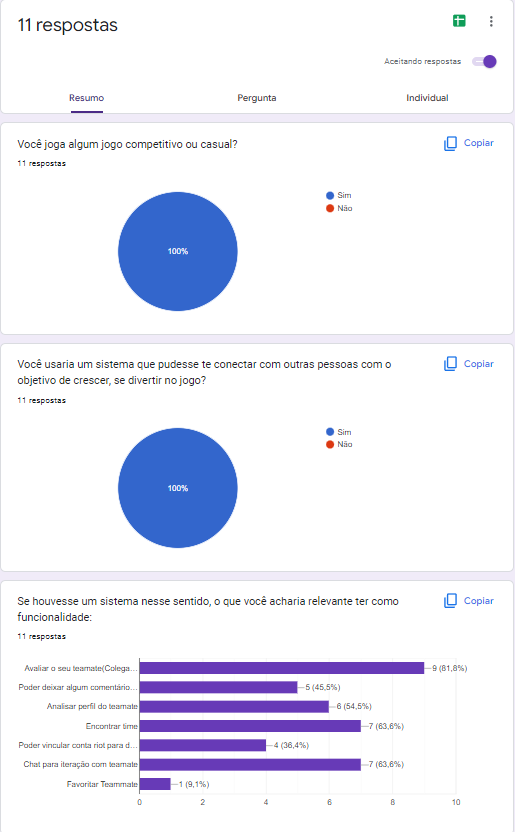 11 respostas
Aceitando respostas
Resumo Pergunta Individual
Você joga algum jogo competitivo ou casual?
Copiar
11 respostas
Sim
Não
100%
Você usaria um sistema que pudesse te conectar com outras pessoas com o
objetivo de crescer, se divertir no jogo?
Copiar
11 respostas
Sim
Não
100%
Se houvesse um sistema nesse sentido, o que você acharia relevante ter como
funcionalidade:
Copiar
11 respostas
Avaliar o seu teamate(Colega... 9 (81,8%)
Poder deixar algum comentário... 5 (45,5%)
Analisar perfil do teamate 6 (54,5%)
Encontrar time 7 (63,6%)
Poder vincular conta riot para d... 4 (36,4%)
Chat para iteração com teamate 7 (63,6%)
Favoritar Teammate 1 (9,1%)
0 2 4 6 8 10